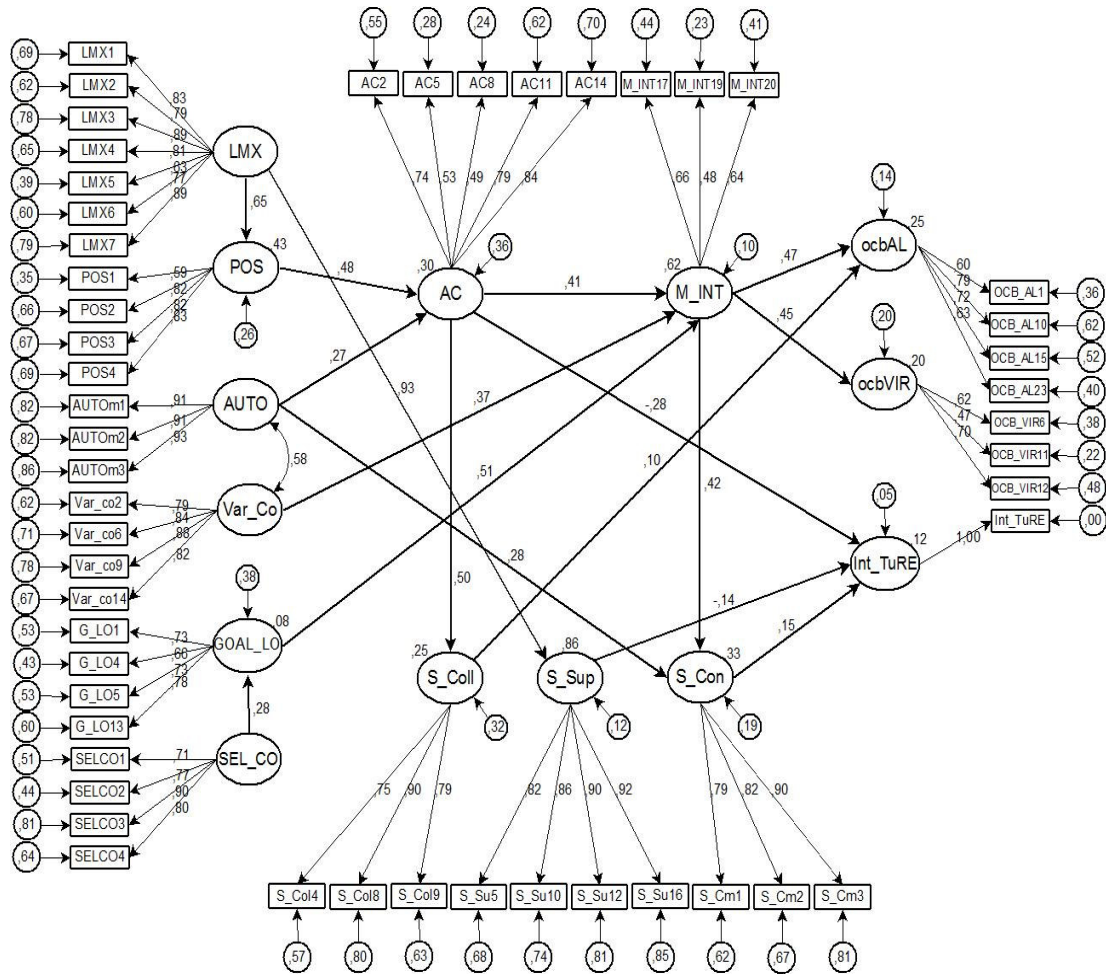 ,55 ,28 ,24 ,62 ,70 ,44 ,23 ,41
AC2 AC5 AC8 AC11 AC14 M_INT17 M_INT19 M_INT20
,74 ,53 ,49 ,79 ,84 ,66 ,48 ,64
,69 LMX1 ,83
,62 LMX2 ,79
,78 LMX3 ,89
,65 LMX4 ,81
,39 LMX5 ,63
,60 LMX6 ,77
,79 LMX7 ,89
LMX
,65
,35 POS1 ,59
,66 POS2 ,82
,67 POS3 ,82
,69 POS4 ,83
POS ,43
,26
,48
,82 AUTOm1 ,91
,82 AUTOm2 ,91
,86 AUTOm3 ,93
AUTO
,27
,58
,62 Var_co2 ,79
,71 Var_co6 ,84
,78 Var_co9 ,88
,67 Var_co14 ,82
Var_Co
,37
,38
,53 G_LO1 ,73
,43 G_LO4 ,66
,53 G_LO5 ,73
,60 G_LO13 ,78
GOAL_LO 08
,51
,28
,51 SELCO1 ,71
44 SELCO2 ,77
,81 SELCO3 ,90
,64 SELCO4 ,80
SEL_CO
,30 AC ,36
,41
,62 M_INT ,10
,93
-,28
,28
,50
,42
,10
,47
,45
,14
ocbAL ,25
,20
ocbVIR ,20
,05
Int_TuRE ,12
,60 OCB_AL1 ,36
,79 OCB_AL10 ,62
,72 OCB_AL15 ,52
,63 OCB_AL23 ,40
,62 OCB_VIR6 ,38
,47 OCB_VIR11 ,22
,70 OCB_VIR12 ,48
1,00 Int_TuRE ,00
-,14
,15
,25 S_Coll ,32
,86 S_Sup ,12
,33 S_Con ,19
,75 ,90 ,79 ,82 ,86 ,90 ,92 ,79 ,82 ,90
S_Col4 S_Col8 S_Col9 S_Su5 S_Su10 S_Su12 S_Su16 S_Cm1 S_Cm2 S_Cm3
,57 ,80 ,63 ,68 ,74 ,81 ,85 ,62 ,67 ,81